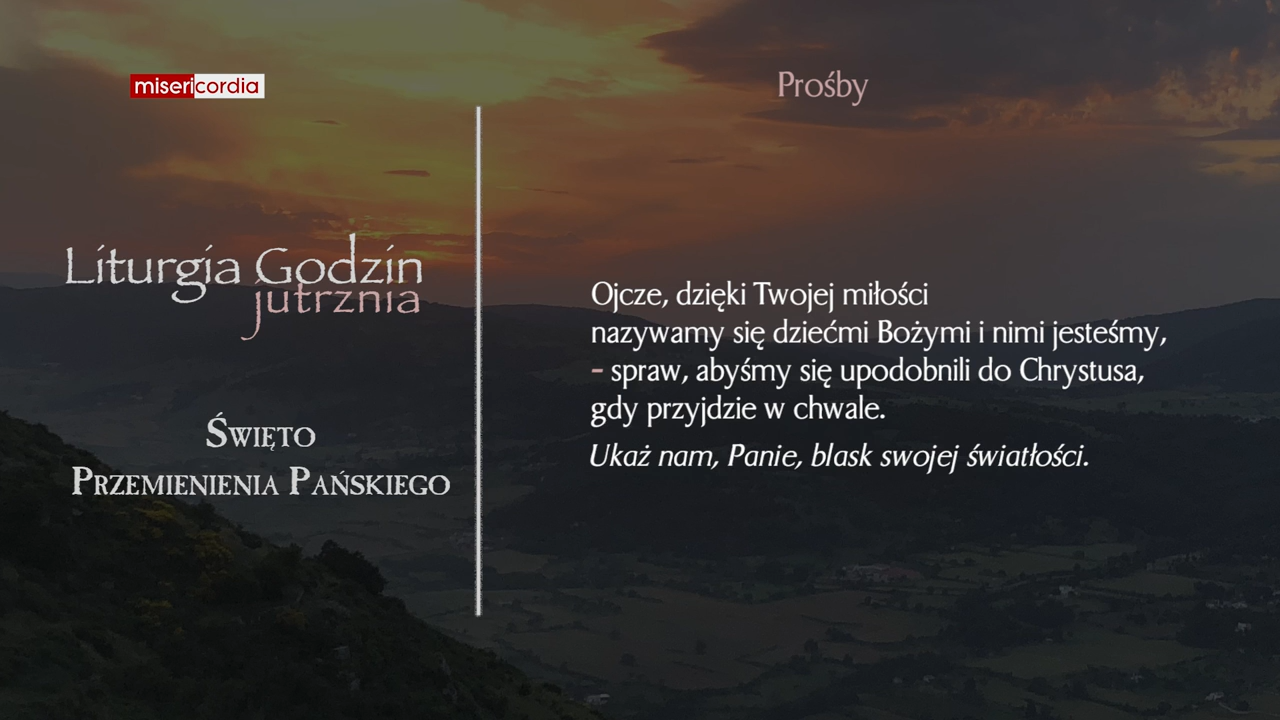 misericordia
Liturgia Godzin
jutrznia
Święto
Przemienienia Pańskiego
Prośby
Ojcze, dzięki Twojej miłości
nazywamy się dziećmi Bożymi i nimi jesteśmy,
- spraw, abyśmy się upodobnili do Chrystusa,
gdy przyjdzie w chwale.
Ukaż nam, Panie, blask swojej światłości.